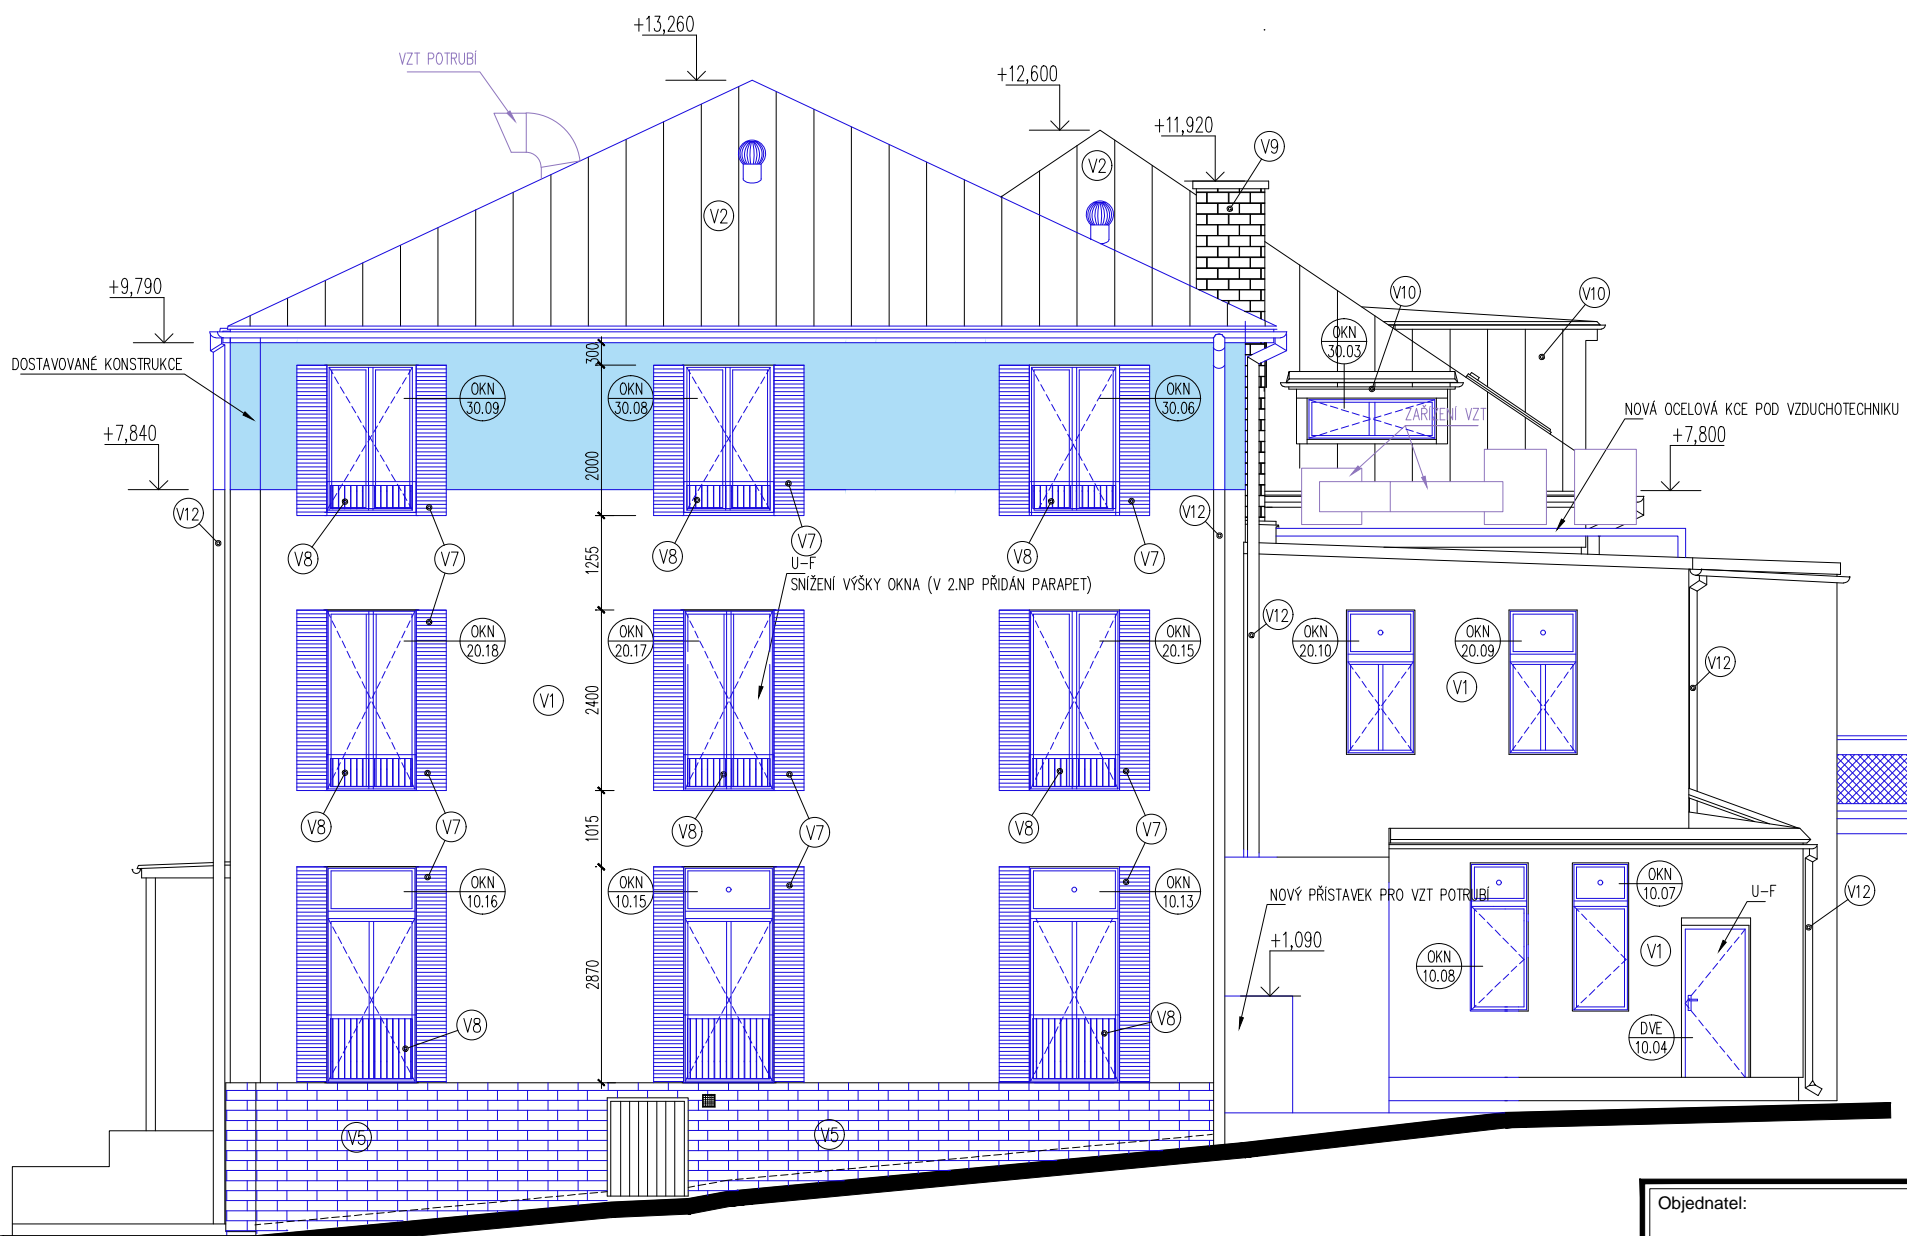 +13,260
VZT POTRUBÍ
+12,600
+11,920
V9
V2
V2
+9,790
V10
V10
OKN
30.03
DOSTAVOVANÉ KONSTRUKCE
300
OKN
30.09
OKN
30.08
OKN
30.06
ZAŘÍZENÍ VZT
NOVÁ OCELOVÁ KCE POD VZDUCHOTECHNIKU
+7,840
+7,800
2000
V12
V12
V8
V7
V8
V7
V8
V7
1255
U-F
SNÍŽENÍ VÝŠKY OKNA (V 2.NP PŘIDÁN PARAPET)
V12
OKN
20.18
OKN
20.17
OKN
20.15
OKN
20.10
OKN
20.09
V12
V1
2400
V1
V8
V7
V8
V7
V8
V7
1015
OKN
10.16
OKN
10.15
OKN
10.13
NOVÝ PŘÍSTAVEK PRO VZT POTRUBÍ
OKN
10.07
U-F
V12
+1,090
V1
OKN
10.08
2870
V8
V8
DVE
10.04
V5
V5
Objednatel: